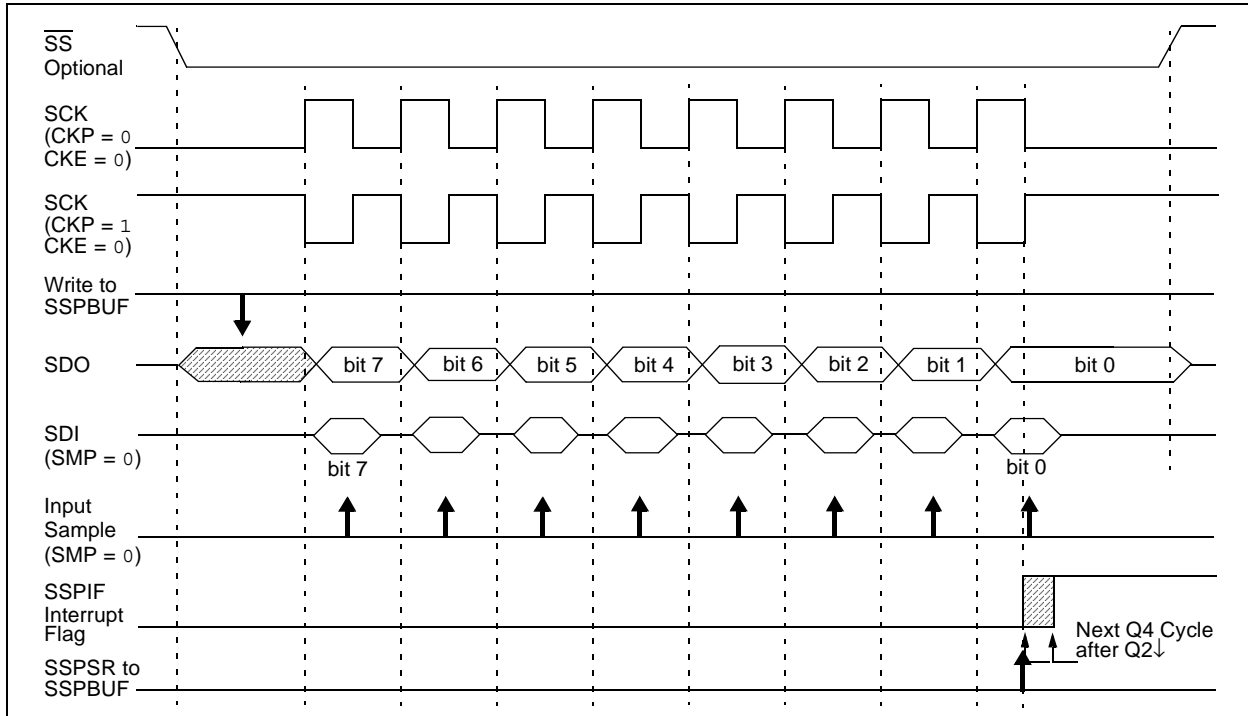 SS
Optional
SCK
(CKP = 0
CKE = 0)
SCK
(CKP = 1
CKE = 0)
Write to
SSPBUF
SDO
bit 7
bit 6
bit 5
bit 4
bit 3
bit 2
bit 1
bit 0
SDI
(SMP = 0)
bit 7
bit 0
Input
Sample
(SMP = 0)
SSPIF
Interrupt
Flag
Next Q4 Cycle
after Q2↓
SSPSR to
SSPBUF